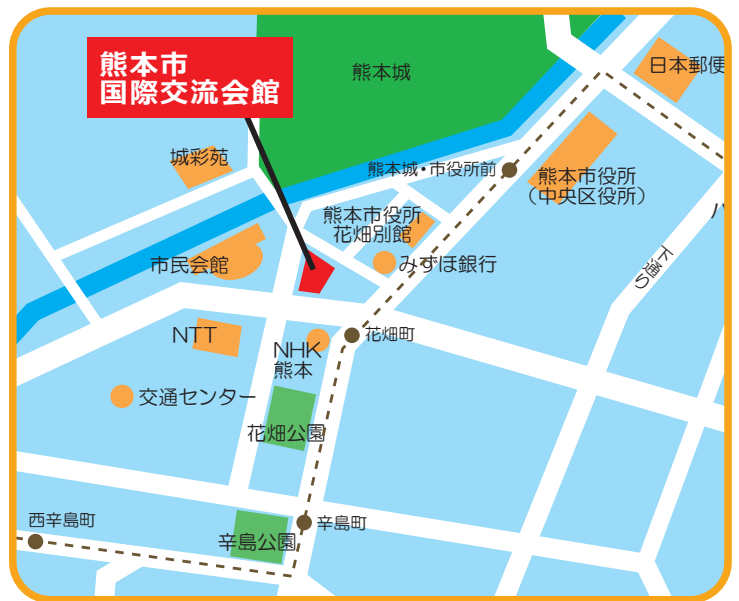 熊本市
国際交流会館
熊本城
日本郵便
城彩苑
熊本城・市役所前
熊本市役所
（中央区役所）
熊本市役所
花畑別館
市民会館
みずほ銀行
下通り
NTT
NHK
熊本
花畑町
交通センター
花畑公園
西辛島町
辛島町
辛島公園